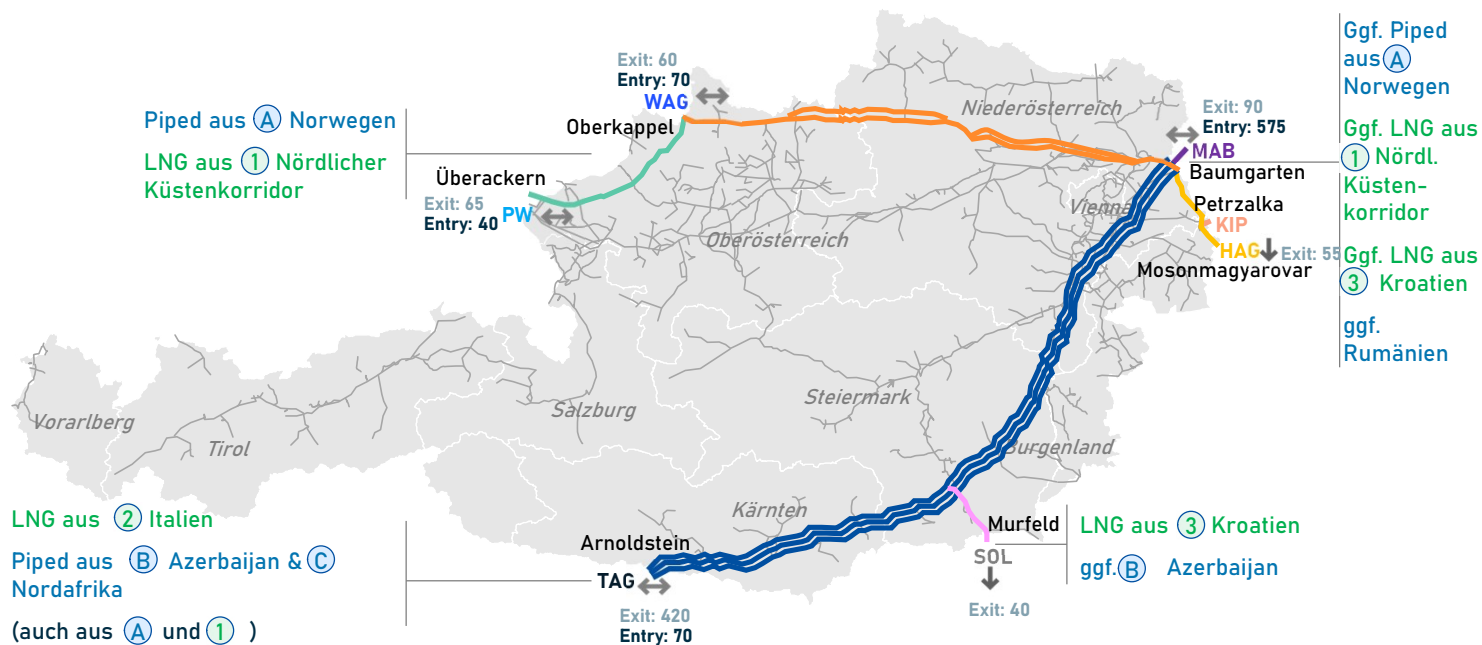 Exit: 60
Entry: 70
WAG
Oberkappel
Piped aus A Norwegen
LNG aus 1 Nördlicher
Küstenkorridor
Überackern
Exit: 65
Entry: 40
PW
Niederösterreich
Exit: 90
Entry: 575
MAB
Baumgarten
Vienna
Petrzalka
KIP
HAG
Exit: 55
Mosonmagyarovar
Ggf. Piped
aus A
Norwegen
Ggf. LNG aus
1 Nördl.
Küsten-
korridor
Ggf. LNG aus
3 Kroatien
ggf.
Rumänien
Oberösterreich
Steiermark
Salzburg
Vorarlberg
Tirol
Burgenland
Kärnten
LNG aus 2 Italien
Piped aus B Azerbaijan & C
Nordafrika
(auch aus A und 1 )
Arnoldstein
TAG
Exit: 420
Entry: 70
Murfeld
SOL
Exit: 40
LNG aus 3 Kroatien
ggf. B Azerbaijan